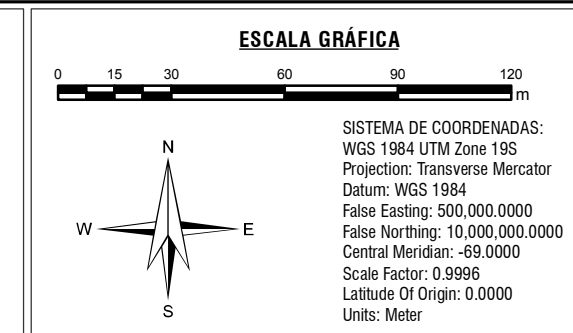 ESCALA GRÁFICA
0 15 30 60 90 120
m
N
W E
S
SISTEMA DE COORDENADAS:
WGS 1984 UTM Zone 19S
Projection: Transverse Mercator
Datum: WGS 1984
False Easting: 500,000.0000
False Northing: 10,000,000.0000
Central Meridian: -69.0000
Scale Factor: 0.9996
Latitude Of Origin: 0.0000
Units: Meter